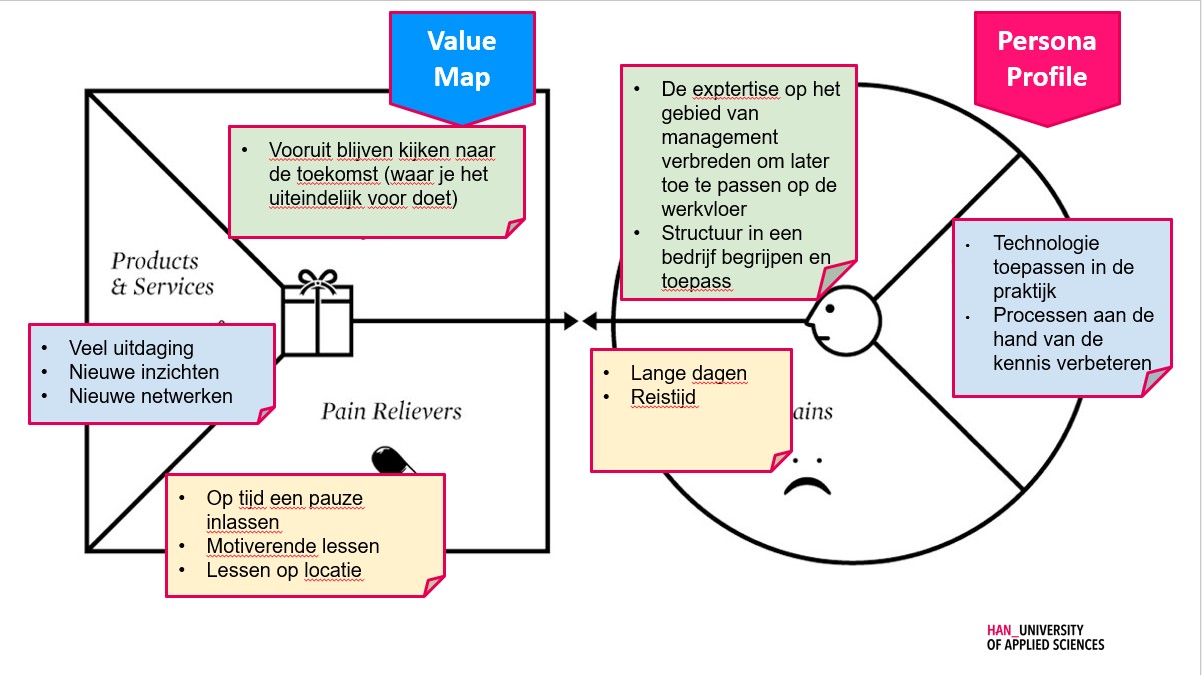 Value
Map
Persona
Profile
• De exptertise op het
gebied van
management
verbreden om later
toe te passen op de
werkvloer
• Structuur in een
bedrijf begrijpen en
toepass
• Vooruit blijven kijken naar
de toekomst (waar je het
uiteindelijk voor doet)
Products
& Services
• Technologie
toepassen in de
praktijk
• Processen aan de
hand van de
kennis verbeteren
• Veel uitdaging
• Nieuwe inzichten
• Nieuwe netwerken
• Lange dagen
• Reistijd
Pain Relievers
ains
• Op tijd een pauze
inlassen
• Motiverende lessen
• Lessen op locatie
HAN_UNIVERSITY
OF APPLIED SCIENCES